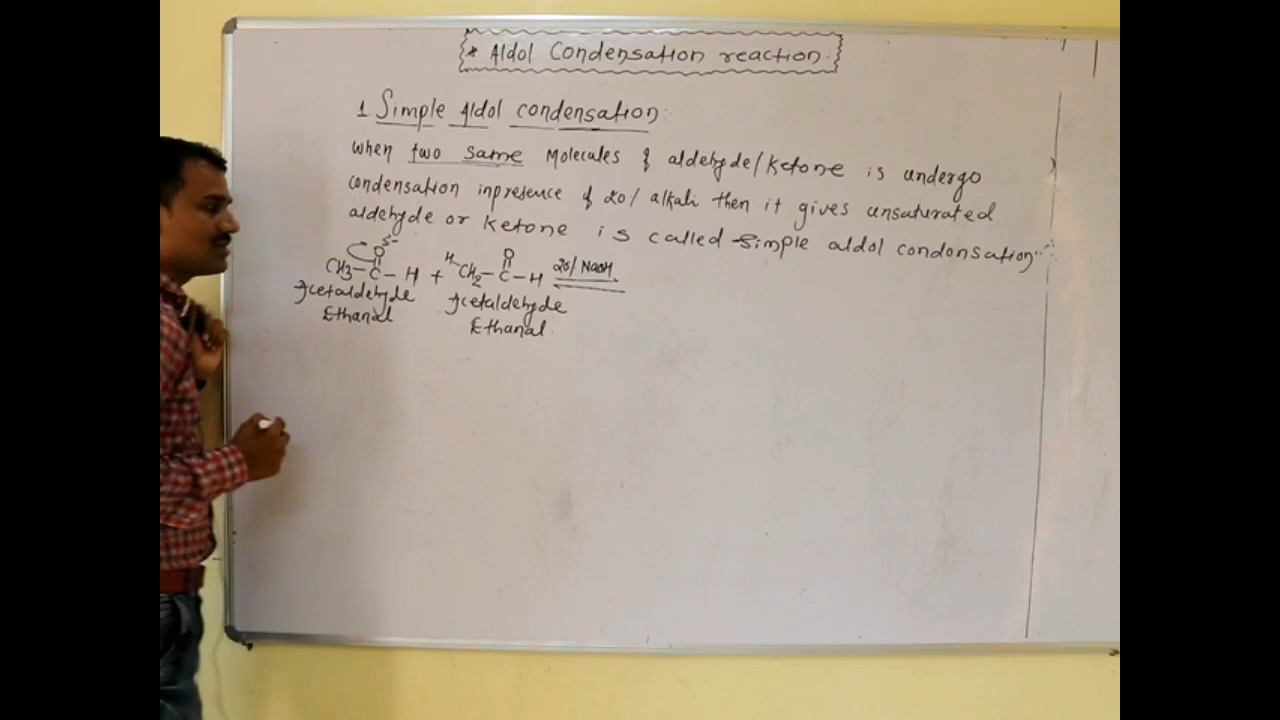 * Aldol Condensation reaction:
1 Simple Aldol condensation:
when two same Molecules of aldehyde/Ketone is undergo
condensation inpresence of 20/ alkali then it gives unsaturated
aldehyde or Ketone is called simple aldol condonsation
δ-
O O
CH3-C-H + H CH2-C-H 20/ NaOH
Acetaldehyde Acetaldehyde
Ethanal Ethanal